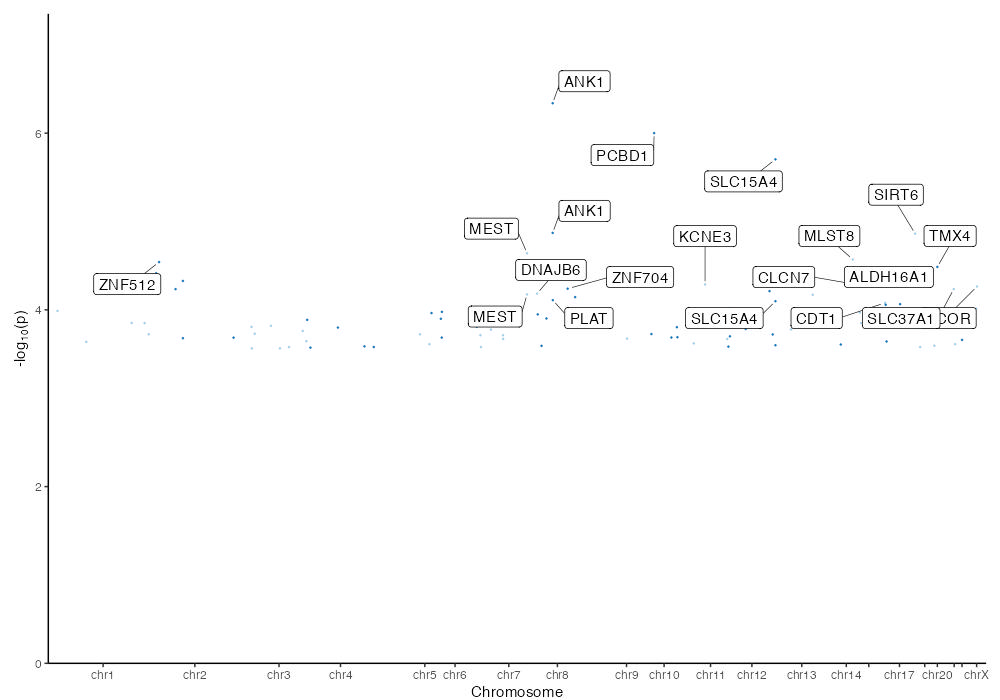 ANK1
6
PCBD1
SLC15A4
SIRT6
ANK1
MEST
KCNE3
MLST8
TMX4
DNAJB6
ZNF704
CLCN7
ALDH16A1
ZNF512
4
MEST
PLAT
SLC15A4
CDT1
SLC37A1
COR
-log10(p)
2
0
chr1 chr2 chr3 chr4 chr5 chr6 chr7 chr8 chr9 chr10 chr11 chr12 chr13 chr14 chr17 chr20 chrX
Chromosome